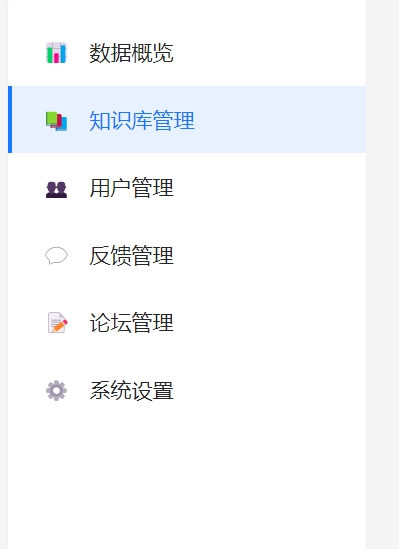 数据概览
知识库管理
用户管理
反馈管理
论坛管理
系统设置